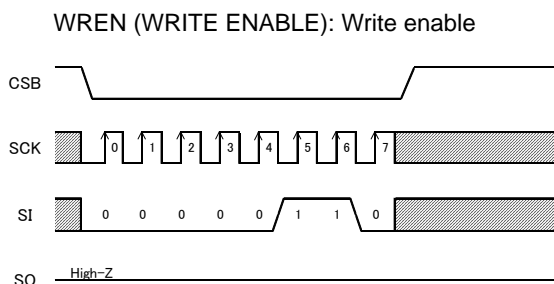 WREN (WRITE ENABLE): Write enable
CSB
SCK 0 1 2 3 4 5 6 7
SI 0 0 0 0 0 1 1 0
High-Z
SO